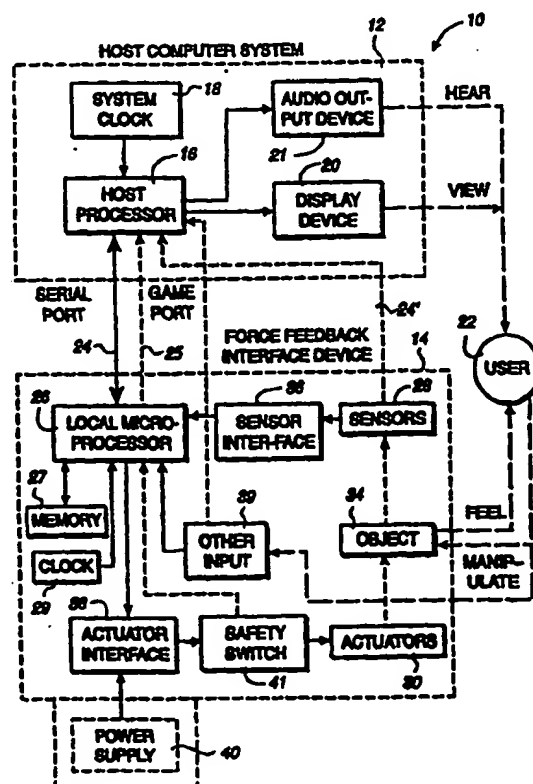 10
HOST COMPUTER SYSTEM
12
SYSTEM
CLOCK
18
AUDIO OUT-
PUT DEVICE
21
HEAR
16
HOST
PROCESSOR
20
DISPLAY
DEVICE
VIEW
SERIAL
PORT
GAME
PORT
24
25
24'
FORCE FEEDBACK
INTERFACE DEVICE
14
22
USER
26
LOCAL MICRO-
PROCESSOR
36
SENSOR
INTER-FACE
28
SENSORS
27
MEMORY
39
OTHER
INPUT
34
OBJECT
FEEL
MANIP-
ULATE
CLOCK
29
38
ACTUATOR
INTERFACE
SAFETY
SWITCH
41
ACTUATORS
30
POWER
SUPPLY
40